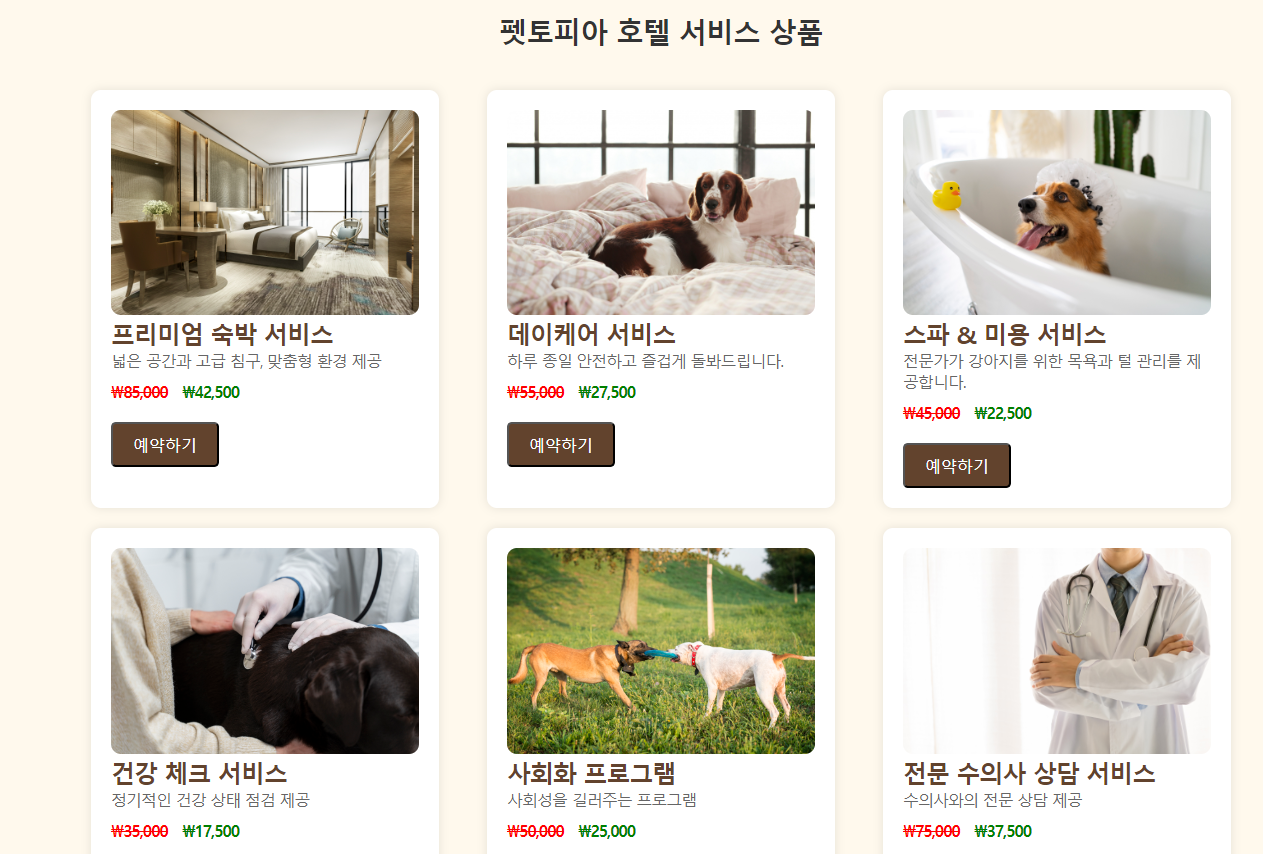 펫토피아 호텔 서비스 상품
프리미엄 숙박 서비스
넓은 공간과 고급 침구, 맞춤형 환경 제공
₩85,000 ₩42,500
예약하기
데이케어 서비스
하루 종일 안전하고 즐겁게 돌봐드립니다.
₩55,000 ₩27,500
예약하기
스파 & 미용 서비스
전문가가 강아지를 위한 목욕과 털 관리를 제
공합니다.
₩45,000 ₩22,500
예약하기
건강 체크 서비스
정기적인 건강 상태 점검 제공
₩35,000 ₩17,500
사회화 프로그램
사회성을 길러주는 프로그램
₩50,000 ₩25,000
전문 수의사 상담 서비스
수의사와의 전문 상담 제공
₩75,000 ₩37,500